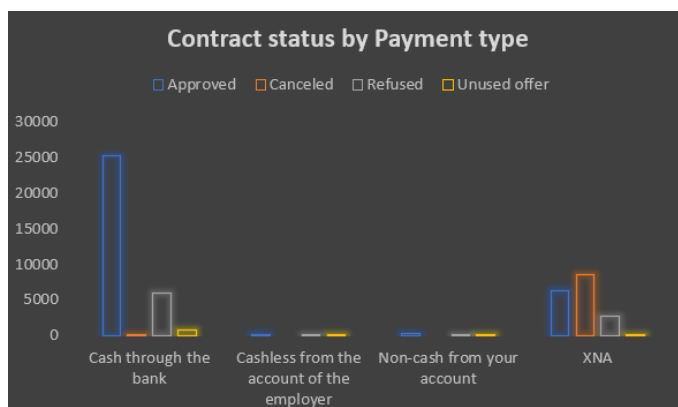 Contract status by Payment type
Approved Canceled Refused Unused offer
30000
25000
20000
15000
10000
5000
0
Cash through the bank
Cashless from the account of the employer
Non-cash from your account
XNA